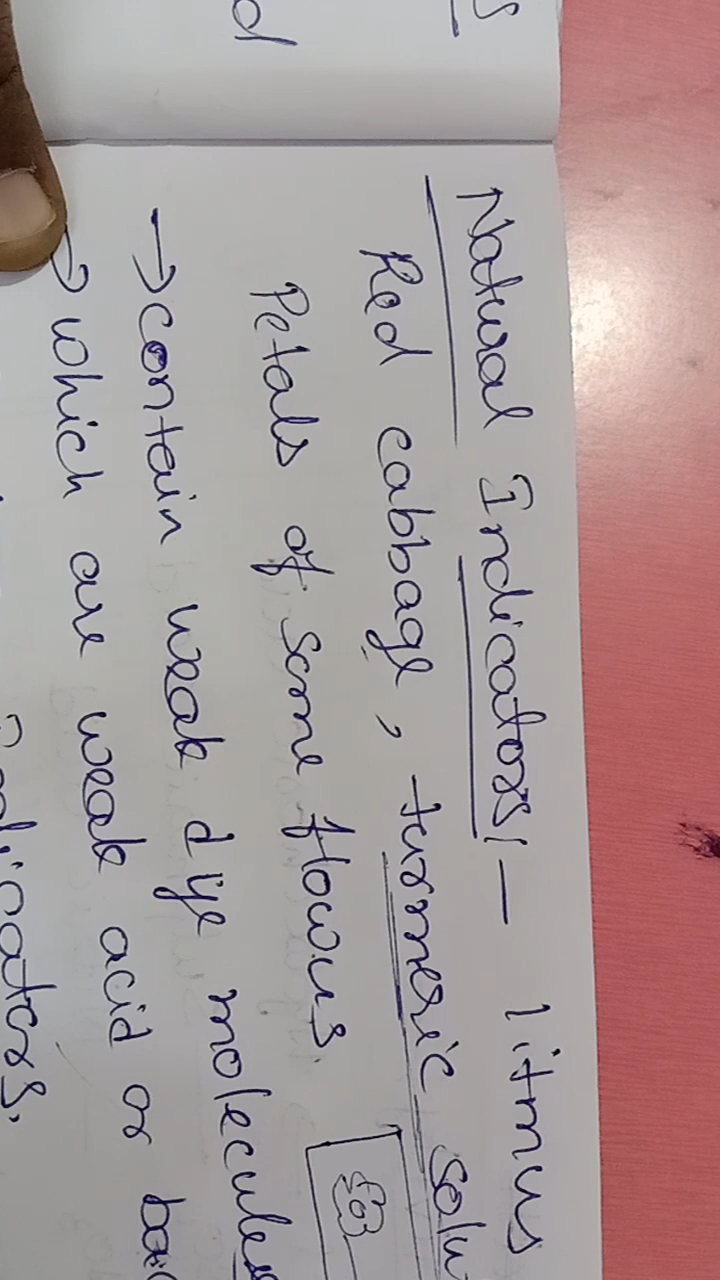 Natural Indicators :- litmus
Red cabbage, turmeric solu
Petals of some flowers.
→ contain weak dye molecules
→ which are weak acid or
Indicators.